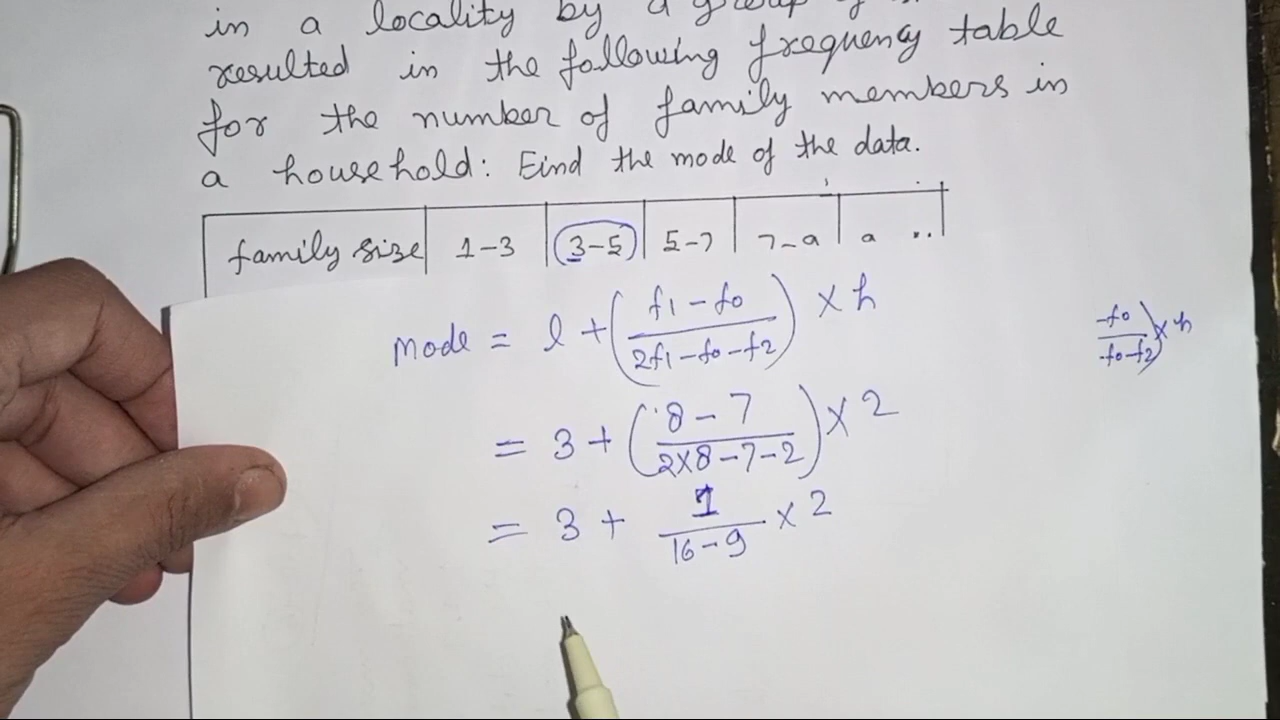 in a locality by a group of
resulted in the following frequency table
for the number of family members in
a household: Find the mode of the data.
family size 1-3 3-5 5-7 7-9
mode = l + (f1 - f0 / 2f1 - f0 - f2) × h
-f0 / -f0-f2) × h
= 3 + (8 - 7 / 2×8 - 7 - 2) × 2
= 3 + 1 / 16 - 9 × 2